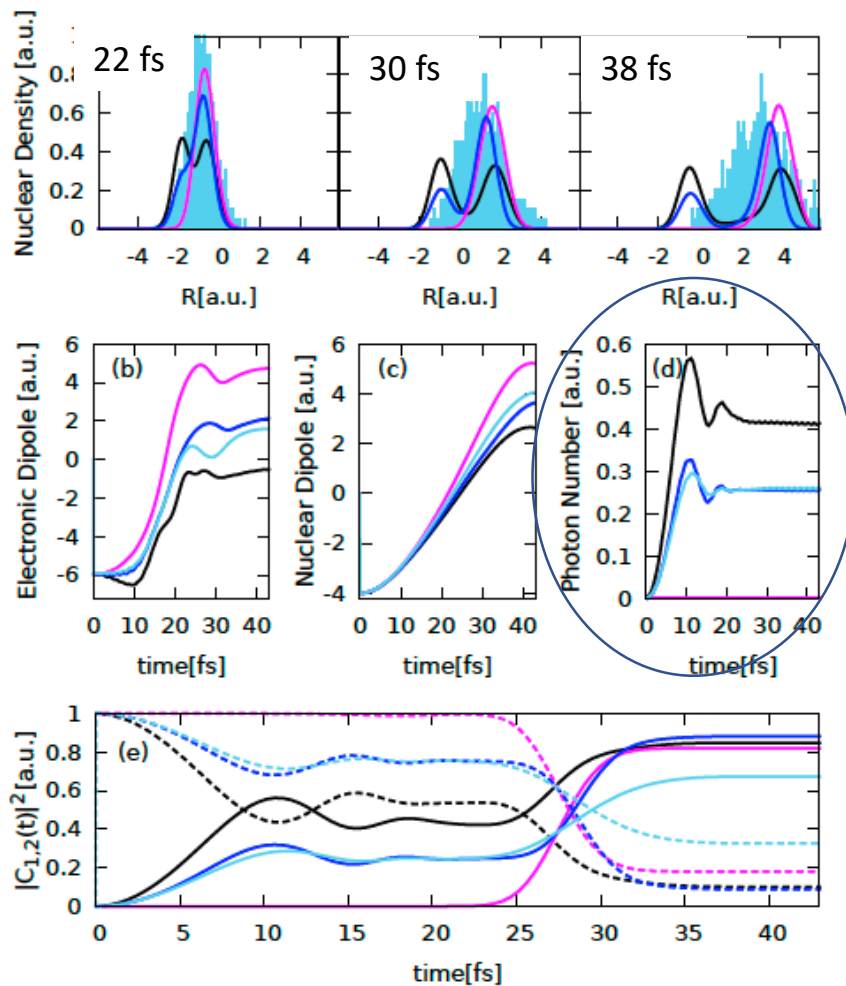 22 fs
30 fs
38 fs
Nuclear Density [a.u.]
0.8
0.6
0.4
0.2
0
-4 -2 0 2 4
-4 -2 0 2 4
-4 -2 0 2 4
R[a.u.]
R[a.u.]
R[a.u.]
(b)
Electronic Dipole [a.u.]
6
4
2
0
-2
-4
-6
0 10 20 30 40
time[fs]
(c)
Nuclear Dipole [a.u.]
6
4
2
0
-2
-4
0 10 20 30 40
time[fs]
(d)
Photon Number [a.u.]
0.6
0.5
0.4
0.3
0.2
0.1
0
0 10 20 30 40
time[fs]
(e)
|C1,2(t)|2 [a.u.]
1
0.8
0.6
0.4
0.2
0
0 5 10 15 20 25 30 35 40
time[fs]